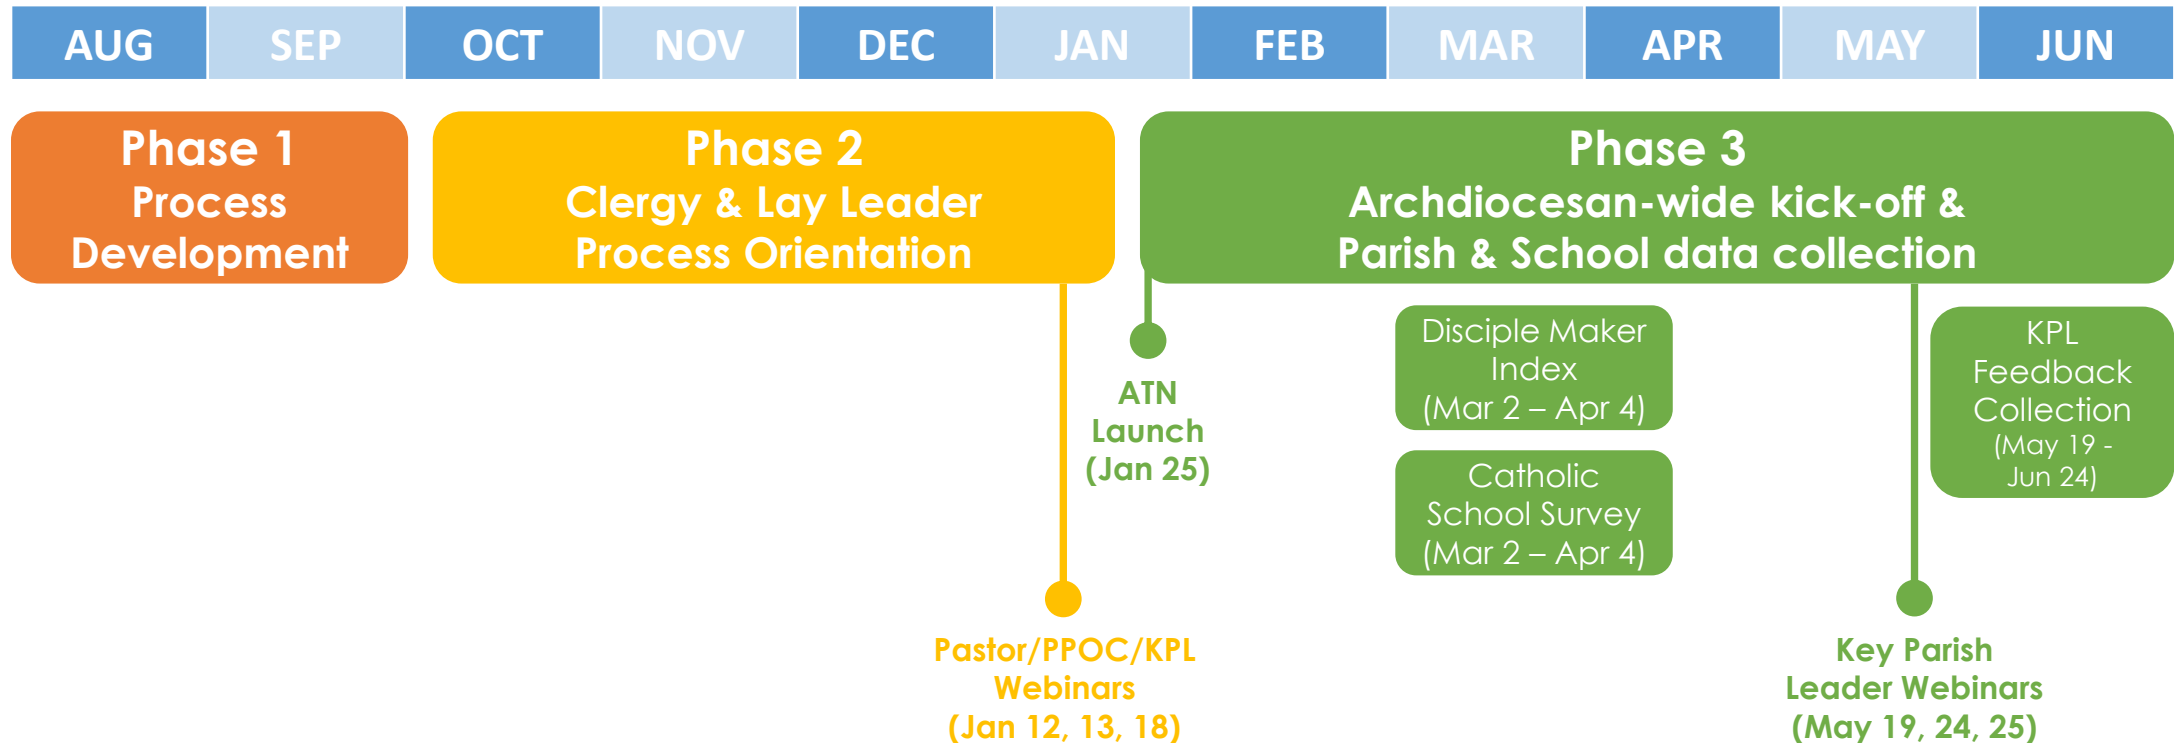 AUG SEP OCT NOV DEC JAN FEB MAR APR MAY JUN
Phase 1
Process
Development
Phase 2
Clergy & Lay Leader
Process Orientation
Phase 3
Archdiocesan-wide kick-off &
Parish & School data collection
ATN
Launch
(Jan 25)
Disciple Maker
Index
(Mar 2 – Apr 4)
Catholic
School Survey
(Mar 2 – Apr 4)
KPL
Feedback
Collection
(May 19 -
Jun 24)
Pastor/PPOC/KPL
Webinars
(Jan 12, 13, 18)
Key Parish
Leader Webinars
(May 19, 24, 25)